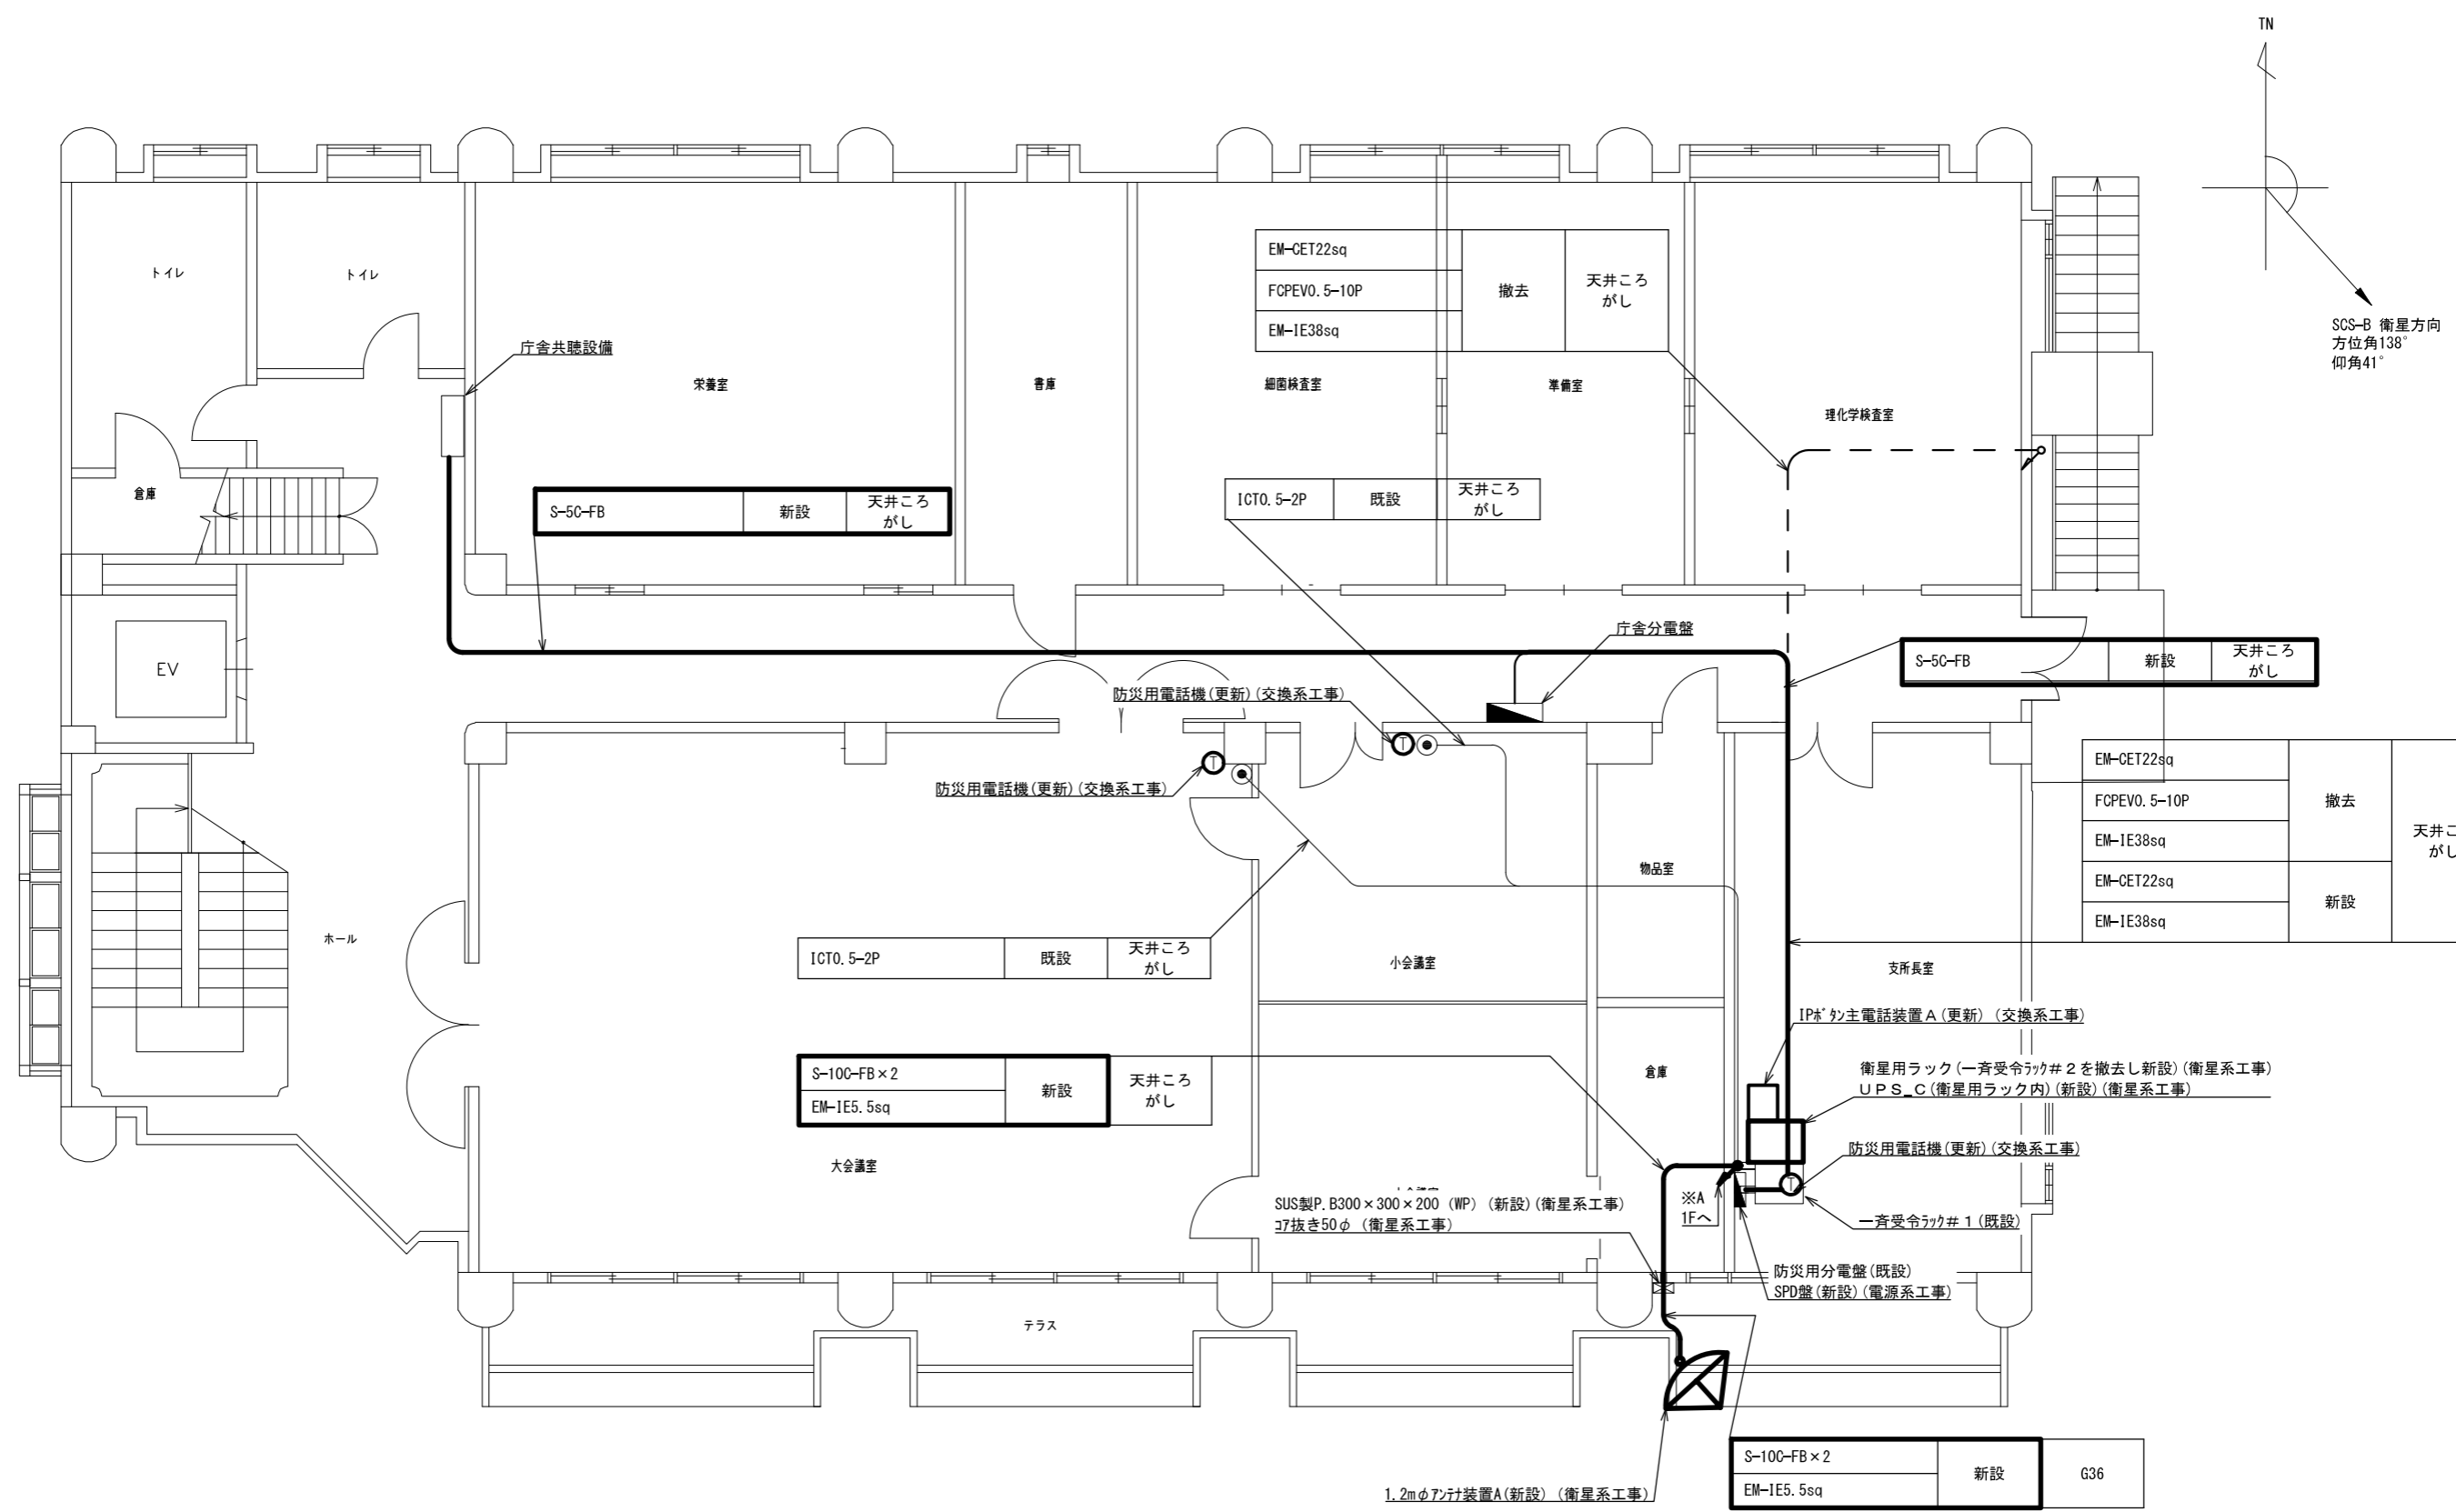 TN
SCS-B 衛星方向
方位角138°
仰角41°
トイレ
トイレ
庁舎共聴設備
栄養室
書庫
細菌検査室
準備室
理化学検査室
EM-CET22sq
FCPEV0.5-10P
EM-IE38sq
撤去
天井ころ
がし
倉庫
S-5C-FB
新設
天井ころ
がし
ICT0.5-2P
既設
天井ころ
がし
EV
庁舎分電盤
S-5C-FB
新設
天井ころ
がし
防災用電話機(更新)(交換系工事)
T
T
防災用電話機(更新)(交換系工事)
EM-CET22sq
FCPEV0.5-10P
EM-IE38sq
撤去
EM-CET22sq
EM-IE38sq
新設
天井こ
がし
物品室
ホール
ICT0.5-2P
既設
天井ころ
がし
小会議室
支所長室
IPボタン主電話装置A(更新) (交換系工事)
S-10C-FB×2
EM-IE5.5sq
新設
天井ころ
がし
倉庫
衛星用ラック(一斉受令ラック#2を撤去し新設)(衛星系工事)
UPS_C(衛星用ラック内)(新設)(衛星系工事)
大会議室
防災用電話機(更新)(交換系工事)
T
SUS製P.B300×300×200 (WP) (新設)(衛星系工事)
コア抜き50φ (衛星系工事)
※A
1Fへ
一斉受令ラック#1(既設)
防災用分電盤(既設)
SPD盤(新設)(電源系工事)
テラス
S-10C-FB×2
EM-IE5.5sq
新設
G36
1.2mφアンテナ装置A(新設) (衛星系工事)